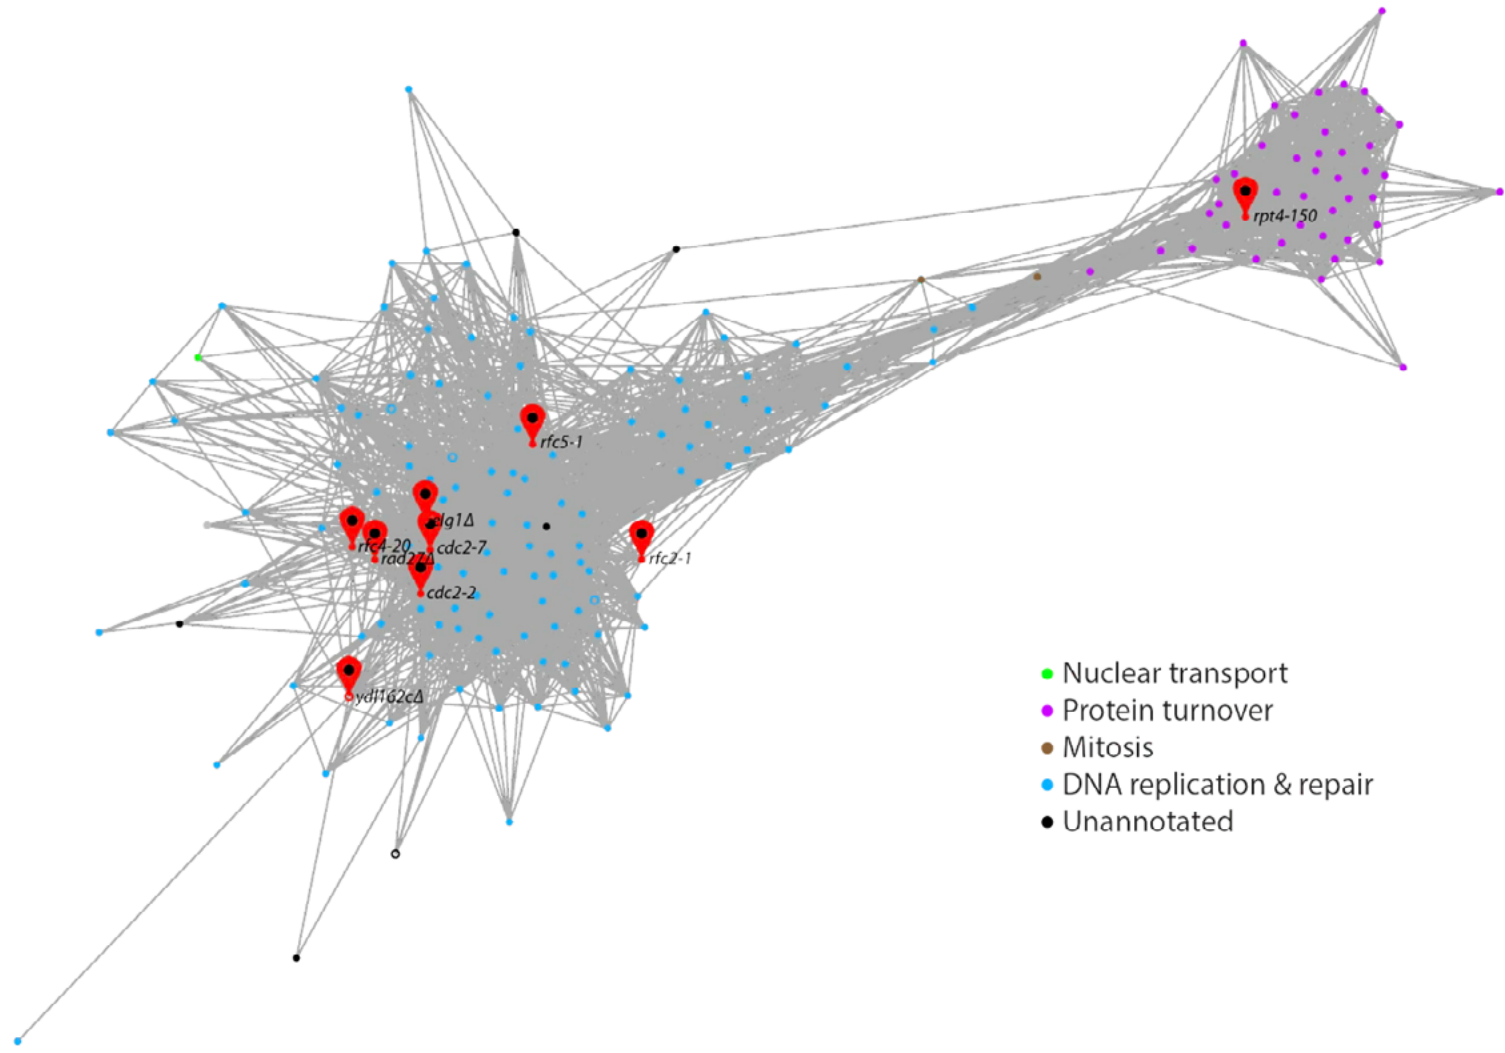 rpt4-150
rfc5-1
elg1Δ
rfc4-20
cdc2-7
rad27Δ
rfc2-1
cdc2-2
ydl162cΔ
Nuclear transport
Protein turnover
Mitosis
DNA replication & repair
Unannotated